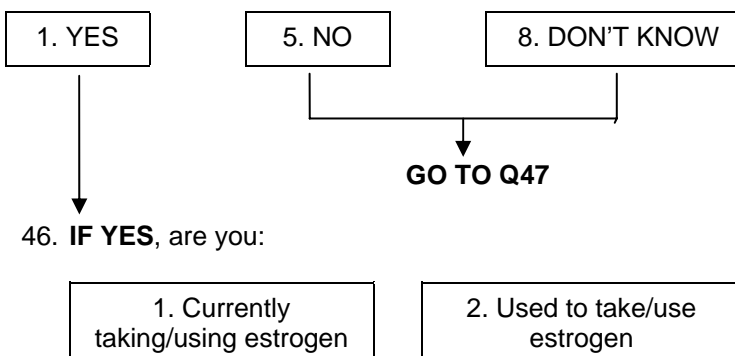 1. YES
5. NO
8. DON'T KNOW
GO TO Q47
46. IF YES, are you:
1. Currently
taking/using estrogen
2. Used to take/use
estrogen